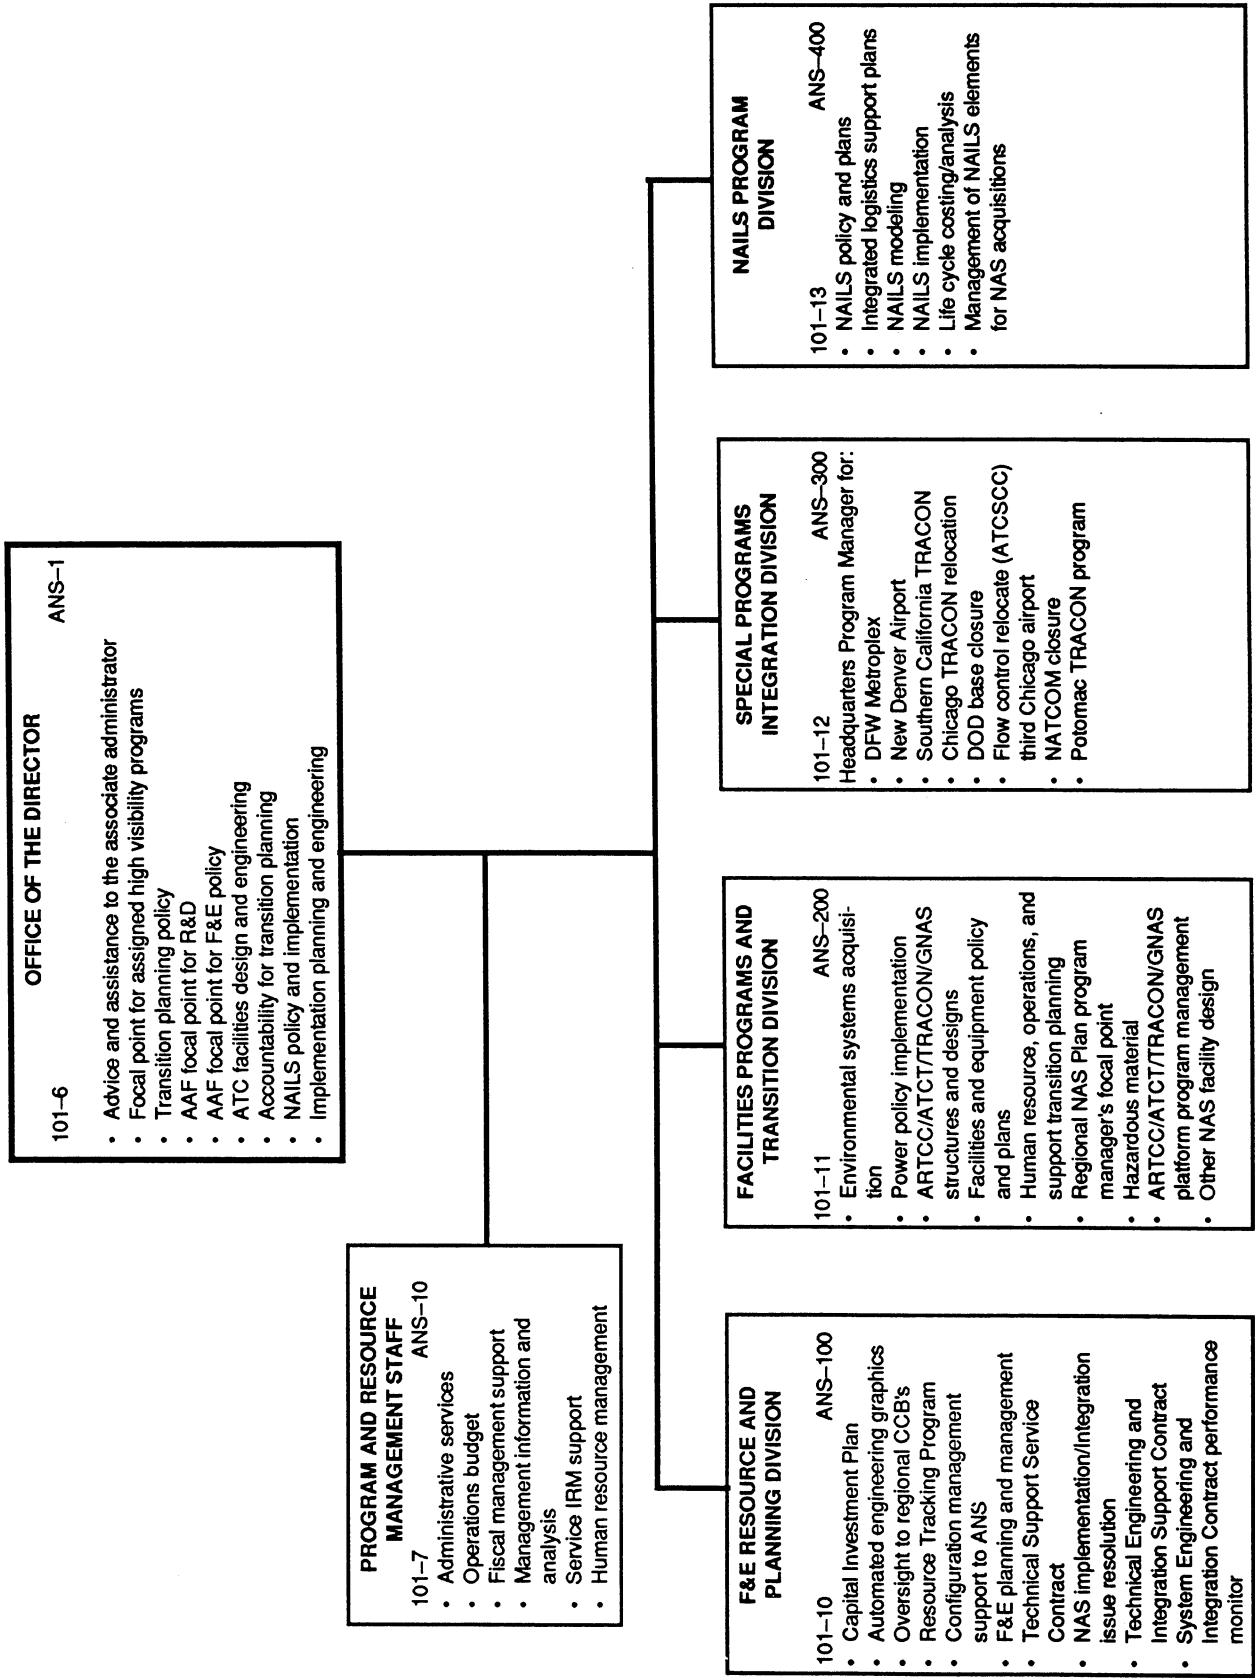 OFFICE OF THE DIRECTOR
101–6 ANS–1
• Advice and assistance to the associate administrator
• Focal point for assigned high visibility programs
• Transition planning policy
• AAF focal point for R&D
• AAF focal point for F&E policy
• ATC facilities design and engineering
• Accountability for transition planning
• NAILS policy and implementation
• Implementation planning and engineering
PROGRAM AND RESOURCE
MANAGEMENT STAFF
101–7 ANS–10
• Administrative services
• Operations budget
• Fiscal management support
• Management information and
analysis
• Service IRM support
• Human resource management
F&E RESOURCE AND
PLANNING DIVISION
101–10 ANS–100
• Capital Investment Plan
• Automated engineering graphics
• Oversight to regional CCB's
• Resource Tracking Program
• Configuration management
support to ANS
• F&E planning and management
• Technical Support Service
Contract
• NAS implementation/integration
issue resolution
• Technical Engineering and
Integration Support Contract
• System Engineering and
Integration Contract performance
monitor
FACILITIES PROGRAMS AND
TRANSITION DIVISION
101–11 ANS–200
• Environmental systems acquisi-
tion
• Power policy implementation
• ARTCC/ATCT/TRACON/GNAS
structures and designs
• Facilities and equipment policy
and plans
• Human resource, operations, and
support transition planning
• Regional NAS Plan program
manager's focal point
• Hazardous material
• ARTCC/ATCT/TRACON/GNAS
platform program management
• Other NAS facility design
SPECIAL PROGRAMS
INTEGRATION DIVISION
101–12 ANS–300
Headquarters Program Manager for:
• DFW Metroplex
• New Denver Airport
• Southern California TRACON
• Chicago TRACON relocation
• DOD base closure
• Flow control relocate (ATCSCC)
third Chicago airport
• NATCOM closure
• Potomac TRACON program
NAILS PROGRAM
DIVISION
101–13 ANS–400
• NAILS policy and plans
• Integrated logistics support plans
• NAILS modeling
• NAILS implementation
• Life cycle costing/analysis
• Management of NAILS elements
for NAS acquisitions